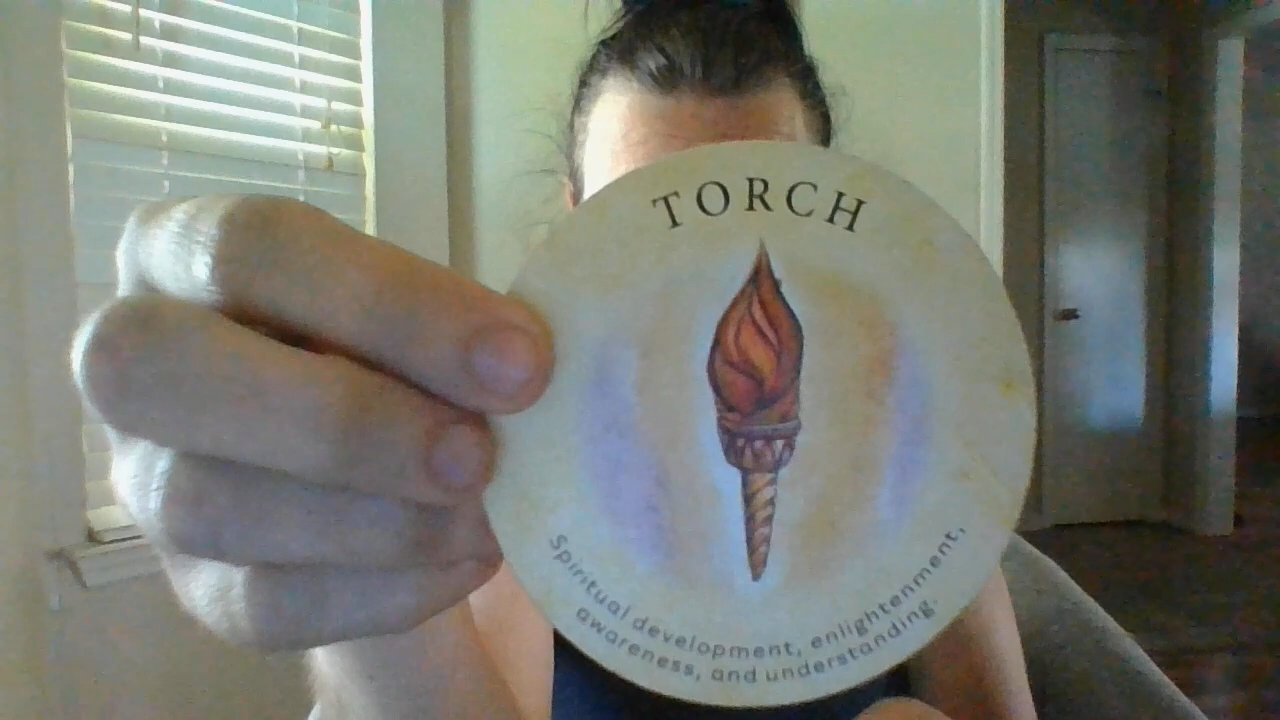 TORCH
Spiritual development, enlightenment,
awareness, and understanding.